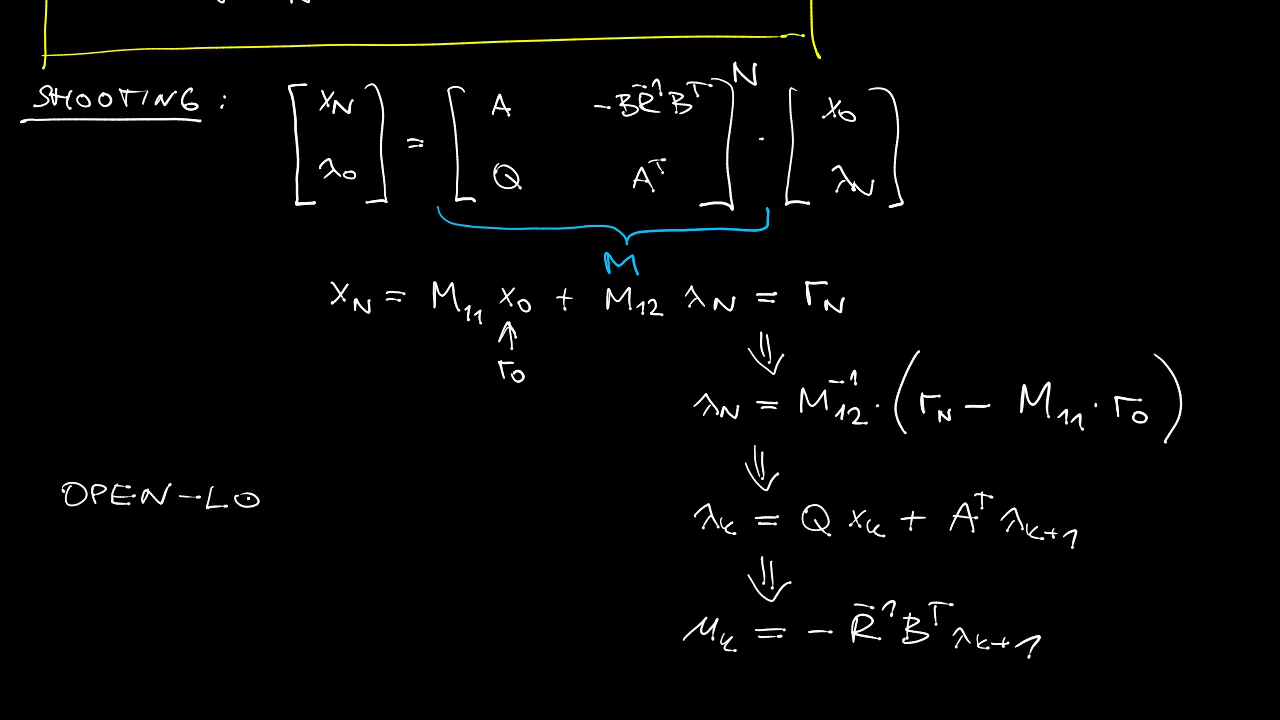 SHOOTING : [x_N ; λ_0] = [A  -BR^{-1}B^T ; Q  A^T]^N · [x_0 ; λ_N]
M
x_N = M_11 x_0 + M_12 λ_N = r_N
↑ ⇓
r_0
λ_N = M_12^{-1} · (r_N - M_11 · r_0)
⇓
OPEN-LO
λ_k = Q x_k + A^T λ_{k+1}
⇓
u_k = - R^{-1} B^T λ_{k+1}